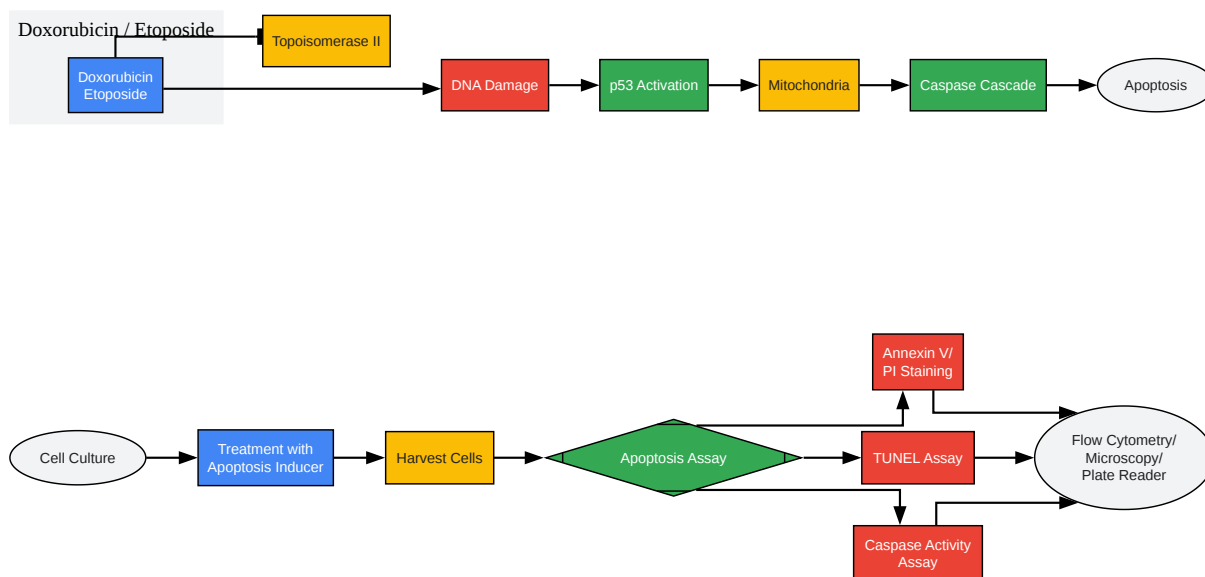 Doxorubicin / Etoposide
Topoisomerase II
Doxorubicin
Etoposide
DNA Damage
p53 Activation
Mitochondria
Caspase Cascade
Apoptosis
Annexin V/
PI Staining
Cell Culture
Treatment with
Apoptosis Inducer
Harvest Cells
Apoptosis Assay
TUNEL Assay
Flow Cytometry/
Microscopy/
Plate Reader
Caspase Activity
Assay